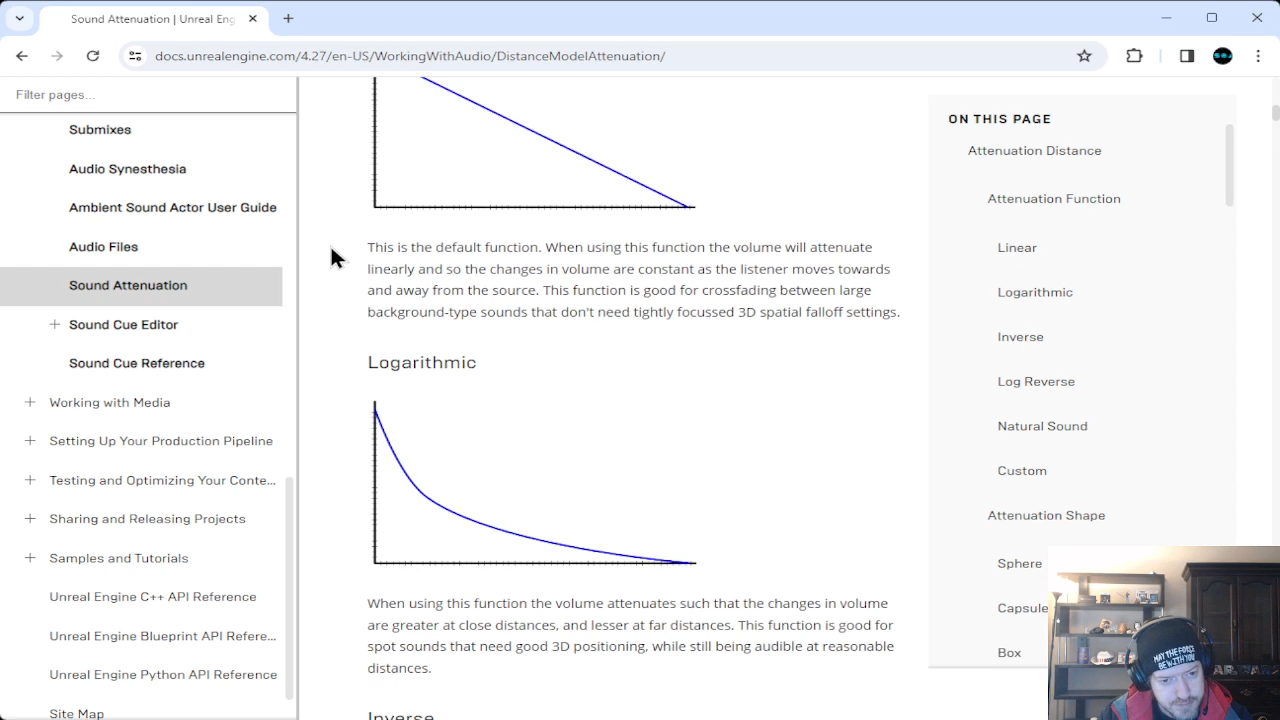 Sound Attenuation | Unreal Eng
docs.unrealengine.com/4.27/en-US/WorkingWithAudio/DistanceModelAttenuation/
Filter pages...
Submixes
Audio Synesthesia
Ambient Sound Actor User Guide
Audio Files
Sound Attenuation
Sound Cue Editor
Sound Cue Reference
Working with Media
Setting Up Your Production Pipeline
Testing and Optimizing Your Conte...
Sharing and Releasing Projects
Samples and Tutorials
Unreal Engine C++ API Reference
Unreal Engine Blueprint API Refere...
Unreal Engine Python API Reference
Site Map
This is the default function. When using this function the volume will attenuate
linearly and so the changes in volume are constant as the listener moves towards
and away from the source. This function is good for crossfading between large
background-type sounds that don't need tightly focussed 3D spatial falloff settings.
Logarithmic
When using this function the volume attenuates such that the changes in volume
are greater at close distances, and lesser at far distances. This function is good for
spot sounds that need good 3D positioning, while still being audible at reasonable
distances.
Inverse
ON THIS PAGE
Attenuation Distance
Attenuation Function
Linear
Logarithmic
Inverse
Log Reverse
Natural Sound
Custom
Attenuation Shape
Sphere
Capsule
Box
MAY THE
FORCE
BE WITH
YOU